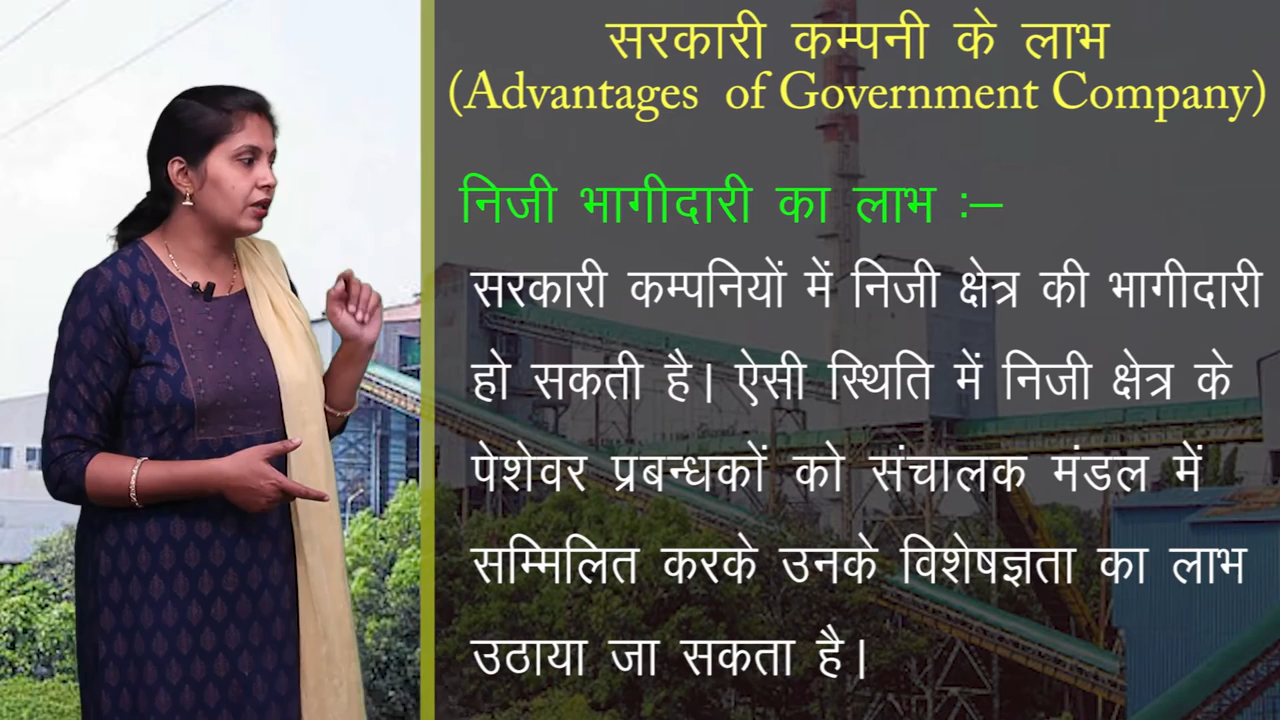 सरकारी कम्पनी के लाभ
(Advantages of Government Company)
निजी भागीदारी का लाभ :—
सरकारी कम्पनियों में निजी क्षेत्र की भागीदारी
हो सकती है। ऐसी स्थिति में निजी क्षेत्र के
पेशेवर प्रबन्धकों को संचालक मंडल में
सम्मिलित करके उनके विशेषज्ञता का लाभ
उठाया जा सकता है।